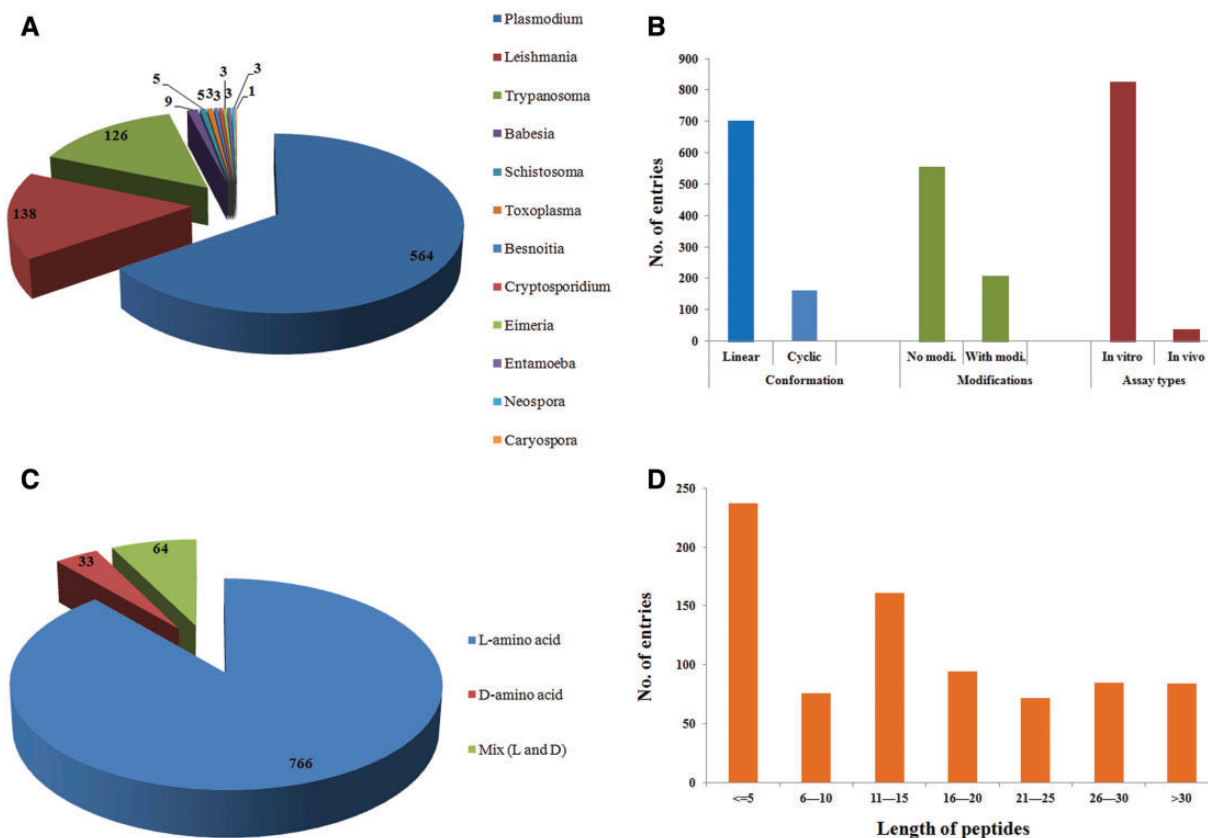 A
564
138
126
9
5
5
3
3
3
3
3
1
Plasmodium
Leishmania
Trypanosoma
Babesia
Schistosoma
Toxoplasma
Besnoitia
Cryptosporidium
Eimeria
Entamoeba
Neospora
Caryospora
B
No. of entries
900
800
700
600
500
400
300
200
100
0
Linear Cyclic No modi. With modi. In vitro In vivo
Conformation Modifications Assay types
C
33
64
766
L-amino acid
D-amino acid
Mix (L and D)
D
No. of entries
250
200
150
100
50
0
<=5 6—10 11—15 16—20 21—25 26—30 >30
Length of peptides